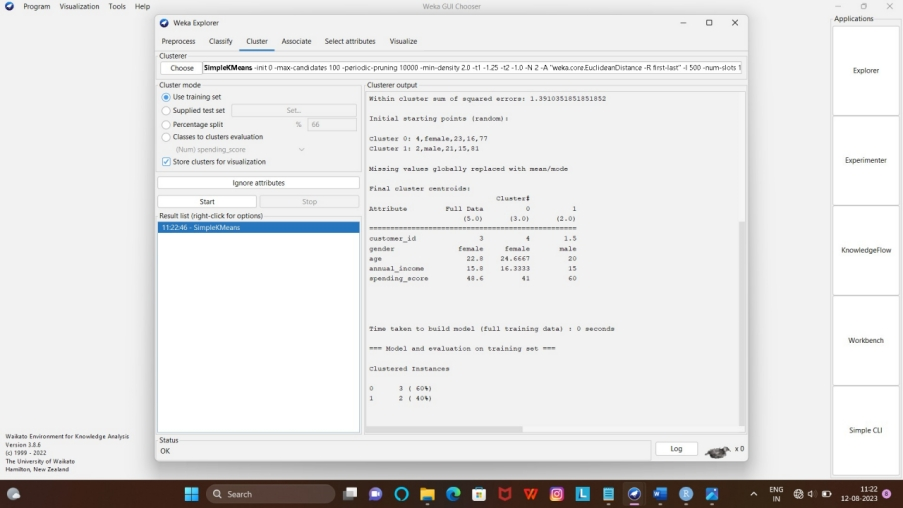 Program Visualization Tools Help
Weka GUI Chooser
Applications
Explorer
Experimenter
KnowledgeFlow
Workbench
Simple CLI
Weka Explorer
Preprocess Classify Cluster Associate Select attributes Visualize
Clusterer
Choose SimpleKMeans -init 0 -max-candidates 100 -periodic-pruning 10000 -min-density 2.0 -t1 -1.25 -t2 -1.0 -N 2 -A "weka.core.EuclideanDistance -R first-last" -I 500 -num-slots 1
Cluster mode
Use training set
Supplied test set Set...
Percentage split % 66
Classes to clusters evaluation
(Num) spending_score
Store clusters for visualization
Ignore attributes
Start Stop
Result list (right-click for options)
11:22:46 - SimpleKMeans
Clusterer output
Within cluster sum of squared errors: 1.3910351851851852
Initial starting points (random):
Cluster 0: 4,female,23,16,77
Cluster 1: 2,male,21,15,81
Missing values globally replaced with mean/mode
Final cluster centroids:
Cluster#
Attribute Full Data 0 1
(5.0) (3.0) (2.0)
==================================================
customer_id 3 4 1.5
gender female female male
age 22.8 24.6667 20
annual_income 15.8 16.3333 15
spending_score 48.6 41 60
Time taken to build model (full training data) : 0 seconds
=== Model and evaluation on training set ===
Clustered Instances
0 3 ( 60%)
1 2 ( 40%)
Status
OK
Log
x 0
Waikato Environment for Knowledge Analysis
Version 3.8.6
(c) 1999 - 2022
The University of Waikato
Hamilton, New Zealand
Search
ENG
IN
11:22
12-08-2023